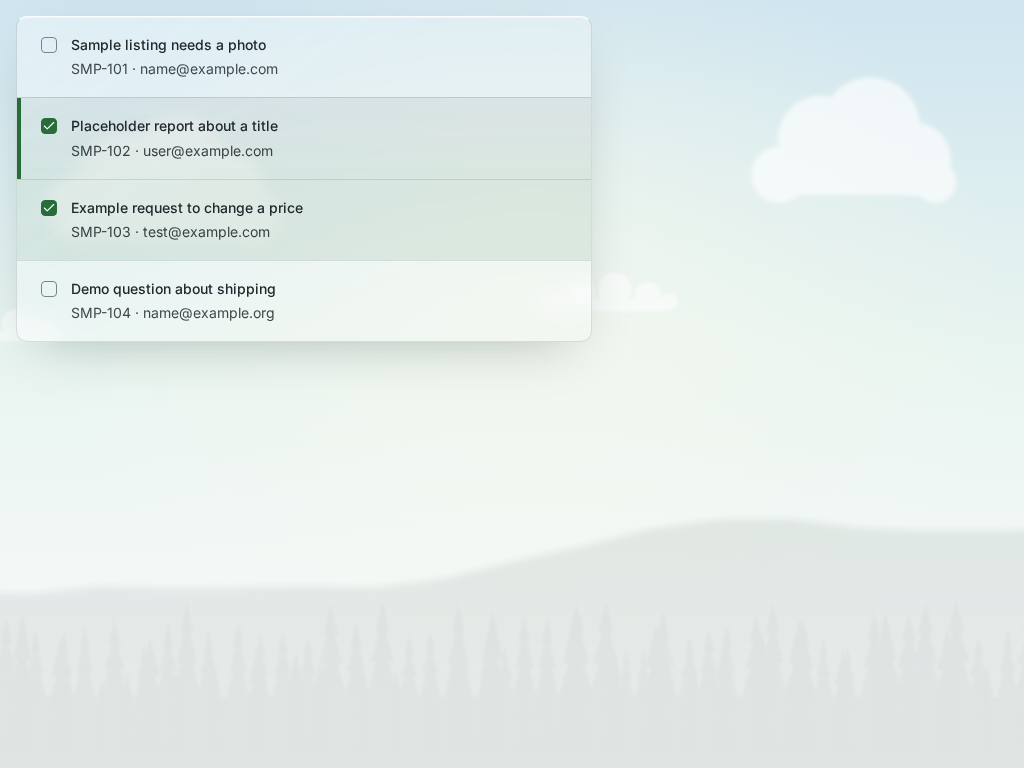 Sample listing needs a photo
SMP-101 · name@example.com
Placeholder report about a title
SMP-102 · user@example.com
Example request to change a price
SMP-103 · test@example.com
Demo question about shipping
SMP-104 · name@example.org